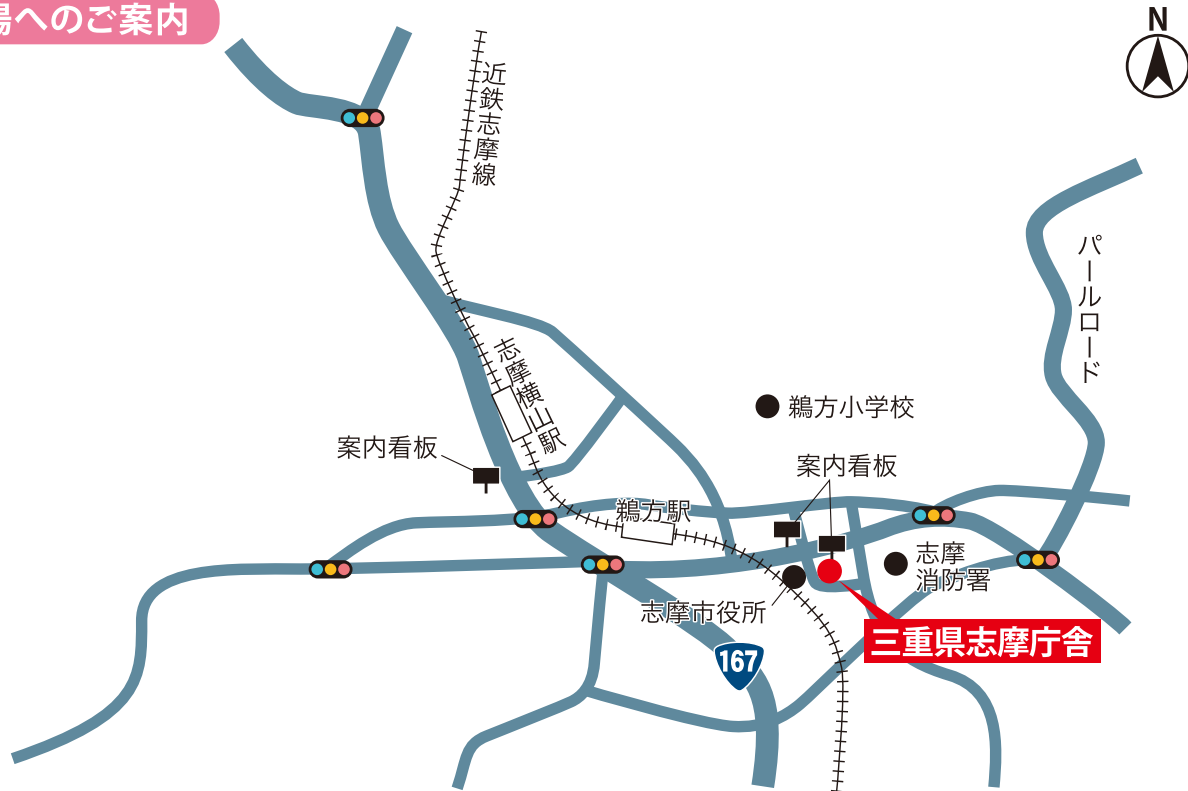 場へのご案内
N
近鉄志摩線
パールロード
志摩横山駅
鵜方小学校
案内看板
案内看板
鵜方駅
志摩
消防署
志摩市役所
三重県志摩庁舎
167